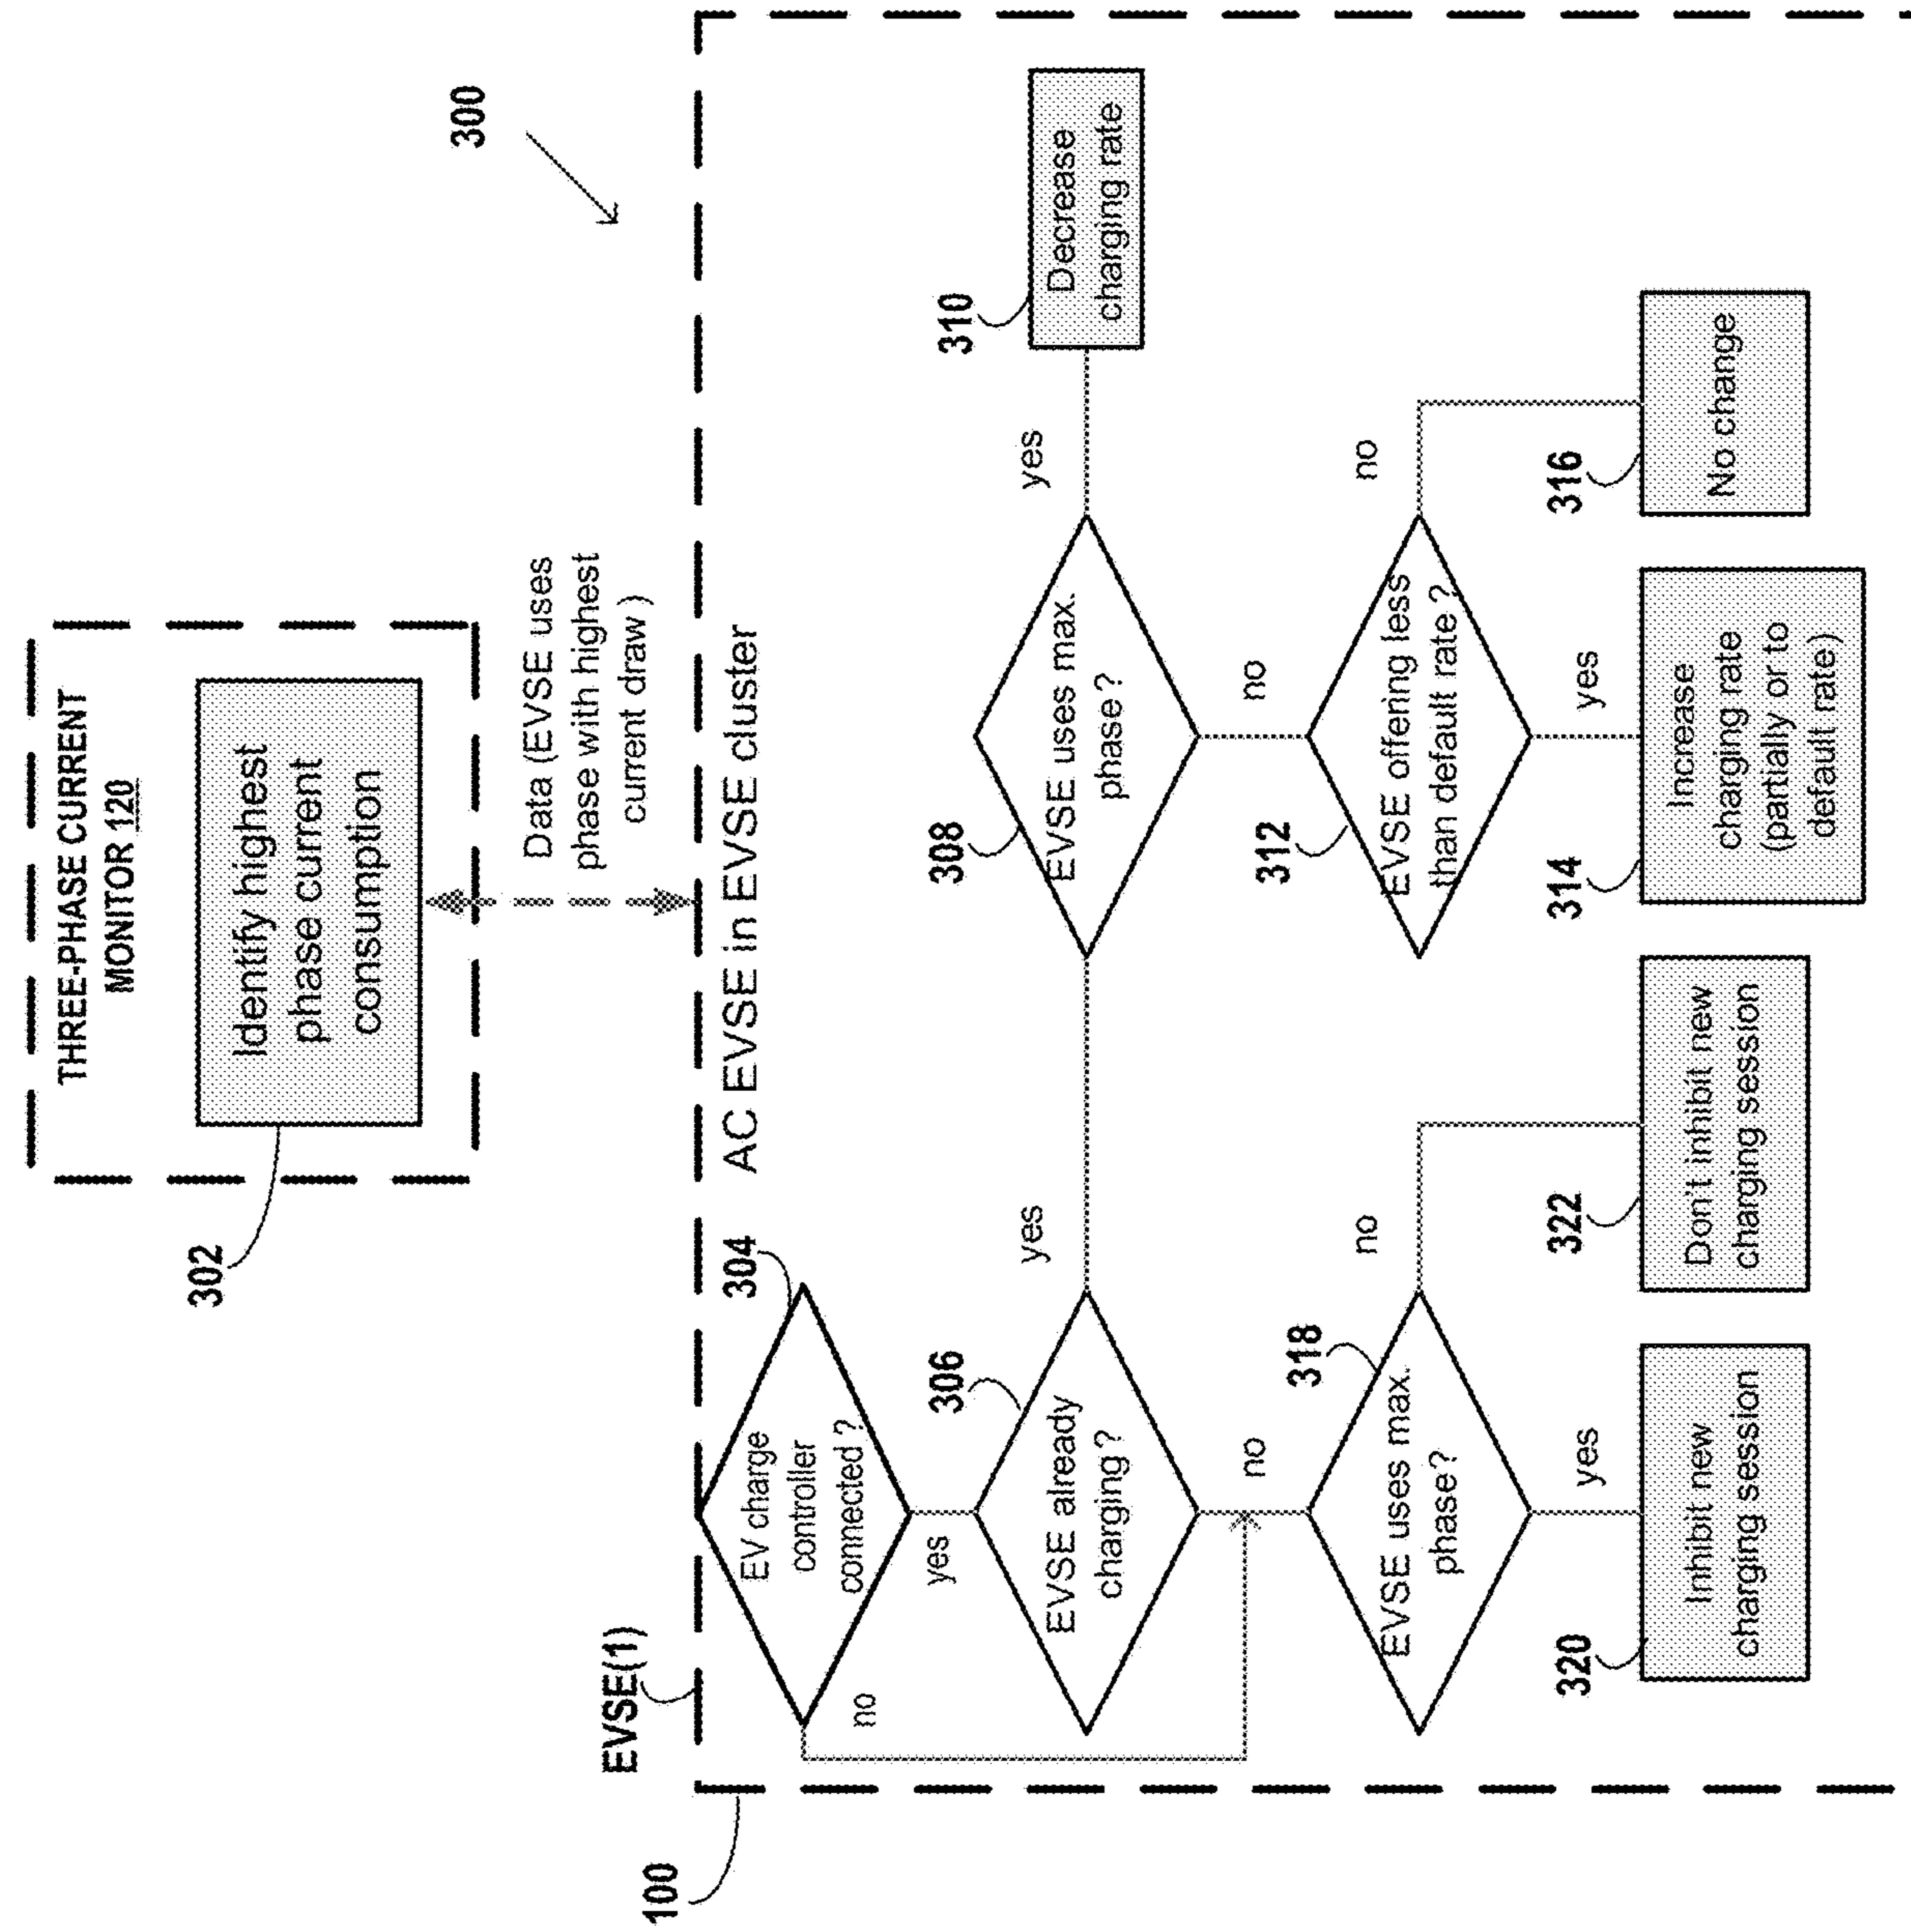 300
THREE-PHASE CURRENT
MONITOR 120
302
Identify highest
phase current
consumption
Data (EVSE uses
phase with highest
current draw )
100
EVSE(1)
AC EVSE in EVSE cluster
304
EV charge
controller
connected ?
no
yes
306
EVSE already
charging?
yes
no
308
EVSE uses max.
phase?
yes
no
310
Decrease
charging rate
318
EVSE uses max.
phase?
no
yes
312
EVSE offering less
than default rate ?
no
yes
320
Inhibit new
charging session
322
Don't inhibit new
charging session
314
Increase
charging rate
(partially or to
default rate)
316
No change